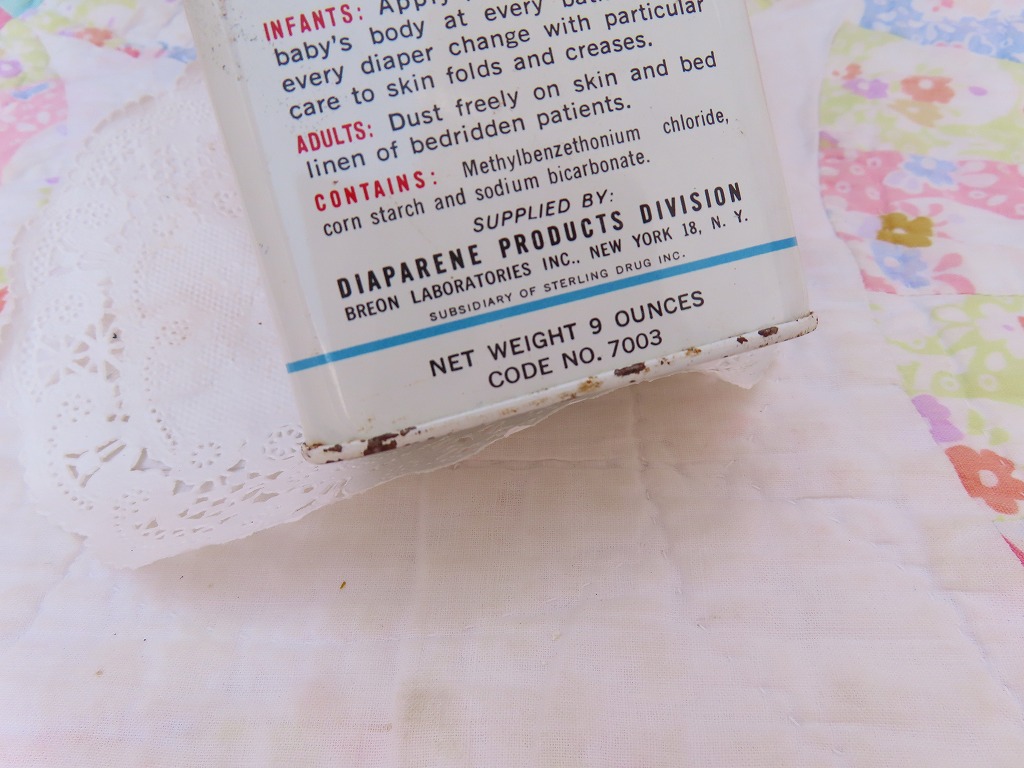 INFANTS: Apply
baby's body at every
every diaper change with particular
care to skin folds and creases.
ADULTS: Dust freely on skin and bed
linen of bedridden patients.
CONTAINS: Methylbenzethonium chloride,
corn starch and sodium bicarbonate.
SUPPLIED BY:
DIAPARENE PRODUCTS DIVISION
BREON LABORATORIES INC., NEW YORK 18, N. Y.
SUBSIDIARY OF STERLING DRUG INC.
NET WEIGHT 9 OUNCES
CODE NO. 7003